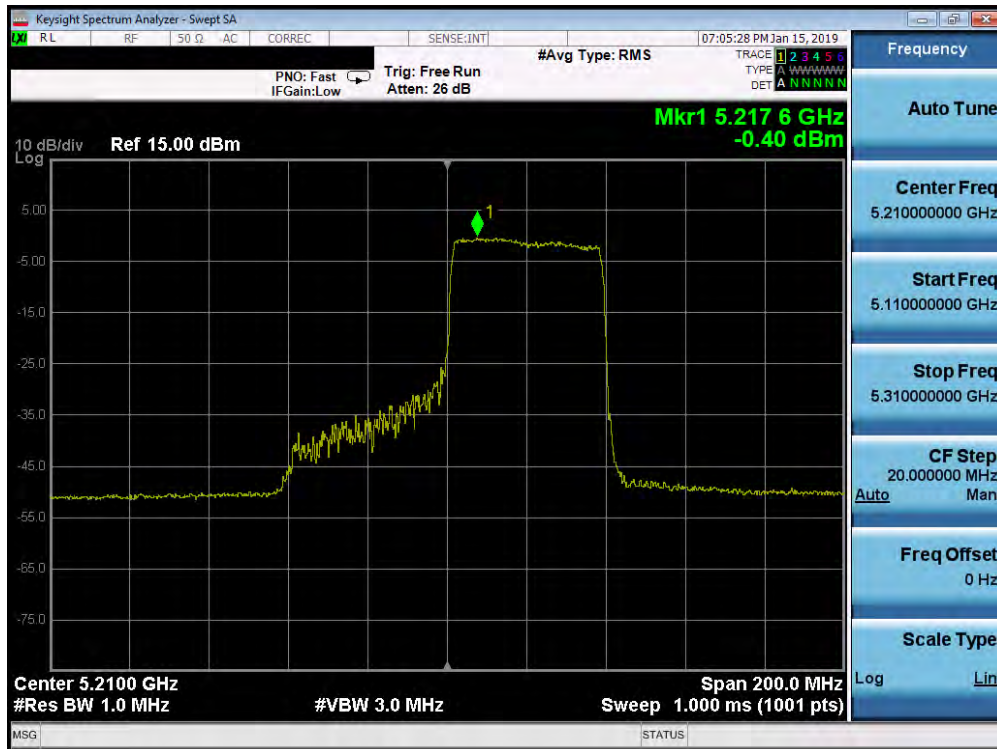 Keysight Spectrum Analyzer - Swept SA
LXI RL RF 50 Ω AC CORREC SENSE:INT 07:05:28 PM Jan 15, 2019
#Avg Type: RMS TRACE 1 2 3 4 5 6
PNO: Fast Trig: Free Run TYPE A WWWWW
IFGain:Low Atten: 26 dB DET A N N N N N
Mkr1 5.217 6 GHz
-0.40 dBm
10 dB/div Ref 15.00 dBm
Log
1
5.00
-5.00
-15.0
-25.0
-35.0
-45.0
-55.0
-65.0
-75.0
Center 5.2100 GHz Span 200.0 MHz
#Res BW 1.0 MHz #VBW 3.0 MHz Sweep 1.000 ms (1001 pts)
MSG STATUS
Frequency
Auto Tune
Center Freq
5.210000000 GHz
Start Freq
5.110000000 GHz
Stop Freq
5.310000000 GHz
CF Step
20.000000 MHz
Auto Man
Freq Offset
0 Hz
Scale Type
Log Lin